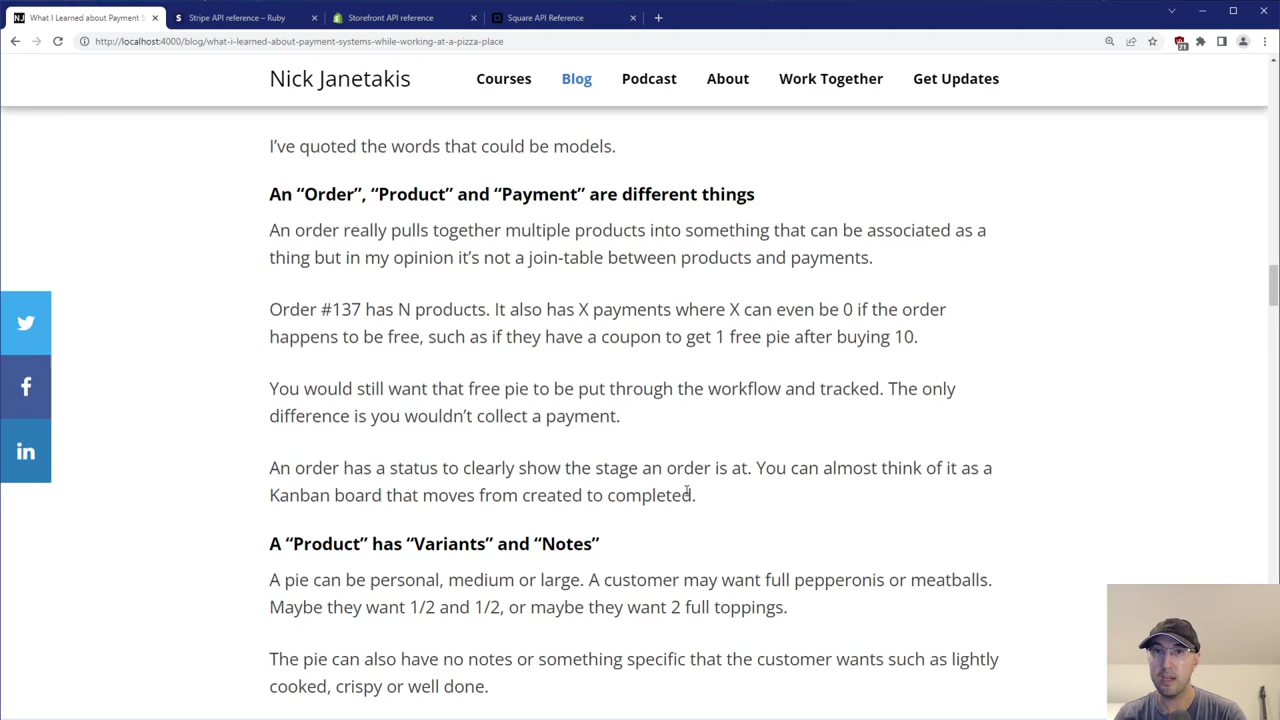 What I Learned about Payment S
Stripe API reference – Ruby
Storefront API reference
Square API Reference
http://localhost:4000/blog/what-i-learned-about-payment-systems-while-working-at-a-pizza-place
21
Nick Janetakis
Courses
Blog
Podcast
About
Work Together
Get Updates
I’ve quoted the words that could be models.
An “Order”, “Product” and “Payment” are different things
An order really pulls together multiple products into something that can be associated as a
thing but in my opinion it’s not a join-table between products and payments.
Order #137 has N products. It also has X payments where X can even be 0 if the order
happens to be free, such as if they have a coupon to get 1 free pie after buying 10.
You would still want that free pie to be put through the workflow and tracked. The only
difference is you wouldn’t collect a payment.
An order has a status to clearly show the stage an order is at. You can almost think of it as a
Kanban board that moves from created to completed.
A “Product” has “Variants” and “Notes”
A pie can be personal, medium or large. A customer may want full pepperonis or meatballs.
Maybe they want 1/2 and 1/2, or maybe they want 2 full toppings.
The pie can also have no notes or something specific that the customer wants such as lightly
cooked, crispy or well done.